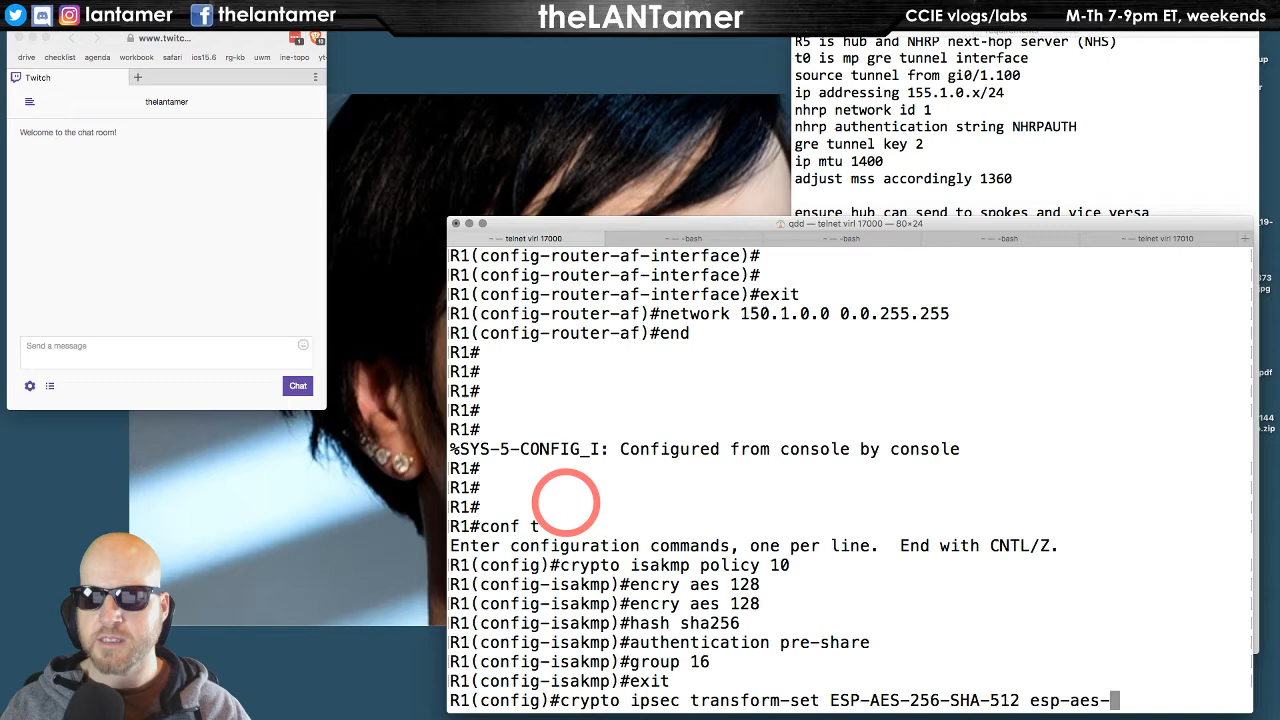 lantamer
thelantamer
theLANTamer
CCIE vlogs/labs
M-Th 7-9pm ET, weekends
www.twitc...
drive checklist agenda workbook safari ios15.6 rg-kb uwm ine-topo yt-
Twitch
thelantamer
Welcome to the chat room!
Send a message
Chat
R5 is hub and NHRP next-hop server (NHS)
t0 is mp gre tunnel interface
source tunnel from gi0/1.100
ip addressing 155.1.0.x/24
nhrp network id 1
nhrp authentication string NHRPAUTH
gre tunnel key 2
ip mtu 1400
adjust mss accordingly 1360
ensure hub can send to spokes and vice versa
qdd — telnet virl 17000 — 80×24
~ — telnet virl 17000
~ — -bash
~ — -bash
~ — -bash
~ — telnet virl 17010
R1(config-router-af-interface)#
R1(config-router-af-interface)#
R1(config-router-af-interface)#exit
R1(config-router-af)#network 150.1.0.0 0.0.255.255
R1(config-router-af)#end
R1#
R1#
R1#
R1#
R1#
%SYS-5-CONFIG_I: Configured from console by console
R1#
R1#
R1#
R1#conf t
Enter configuration commands, one per line.  End with CNTL/Z.
R1(config)#crypto isakmp policy 10
R1(config-isakmp)#encry aes 128
R1(config-isakmp)#encry aes 128
R1(config-isakmp)#hash sha256
R1(config-isakmp)#authentication pre-share
R1(config-isakmp)#group 16
R1(config-isakmp)#exit
R1(config)#crypto ipsec transform-set ESP-AES-256-SHA-512 esp-aes-